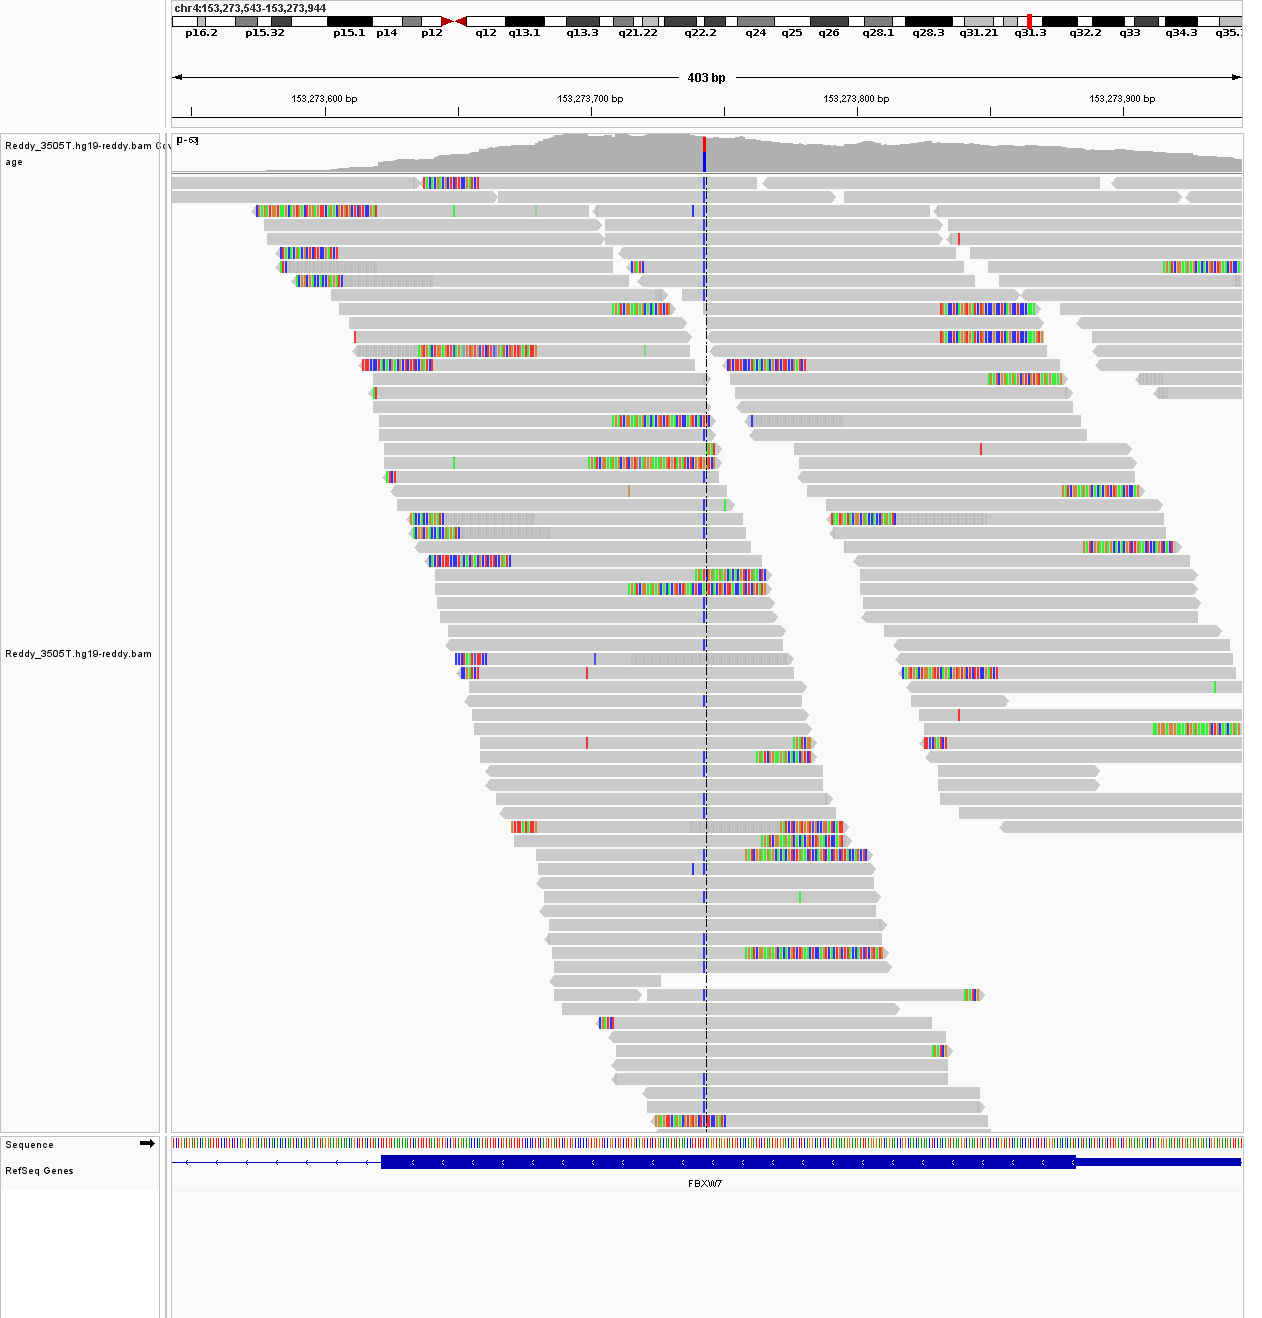 chr4:153,273,543-153,273,944
p16.2 p15.32 p15.1 p14 p12 q12 q13.1 q13.3 q21.22 q22.2 q24 q25 q26 q28.1 q28.3 q31.21 q31.3 q32.2 q33 q34.3 q35.
403 bp
153,273,600 bp 153,273,700 bp 153,273,800 bp 153,273,900 bp
Reddy_3505T.hg19-reddy.bam Cov
age
[0-63]
Reddy_3505T.hg19-reddy.bam
Sequence
RefSeq Genes
FBXW7